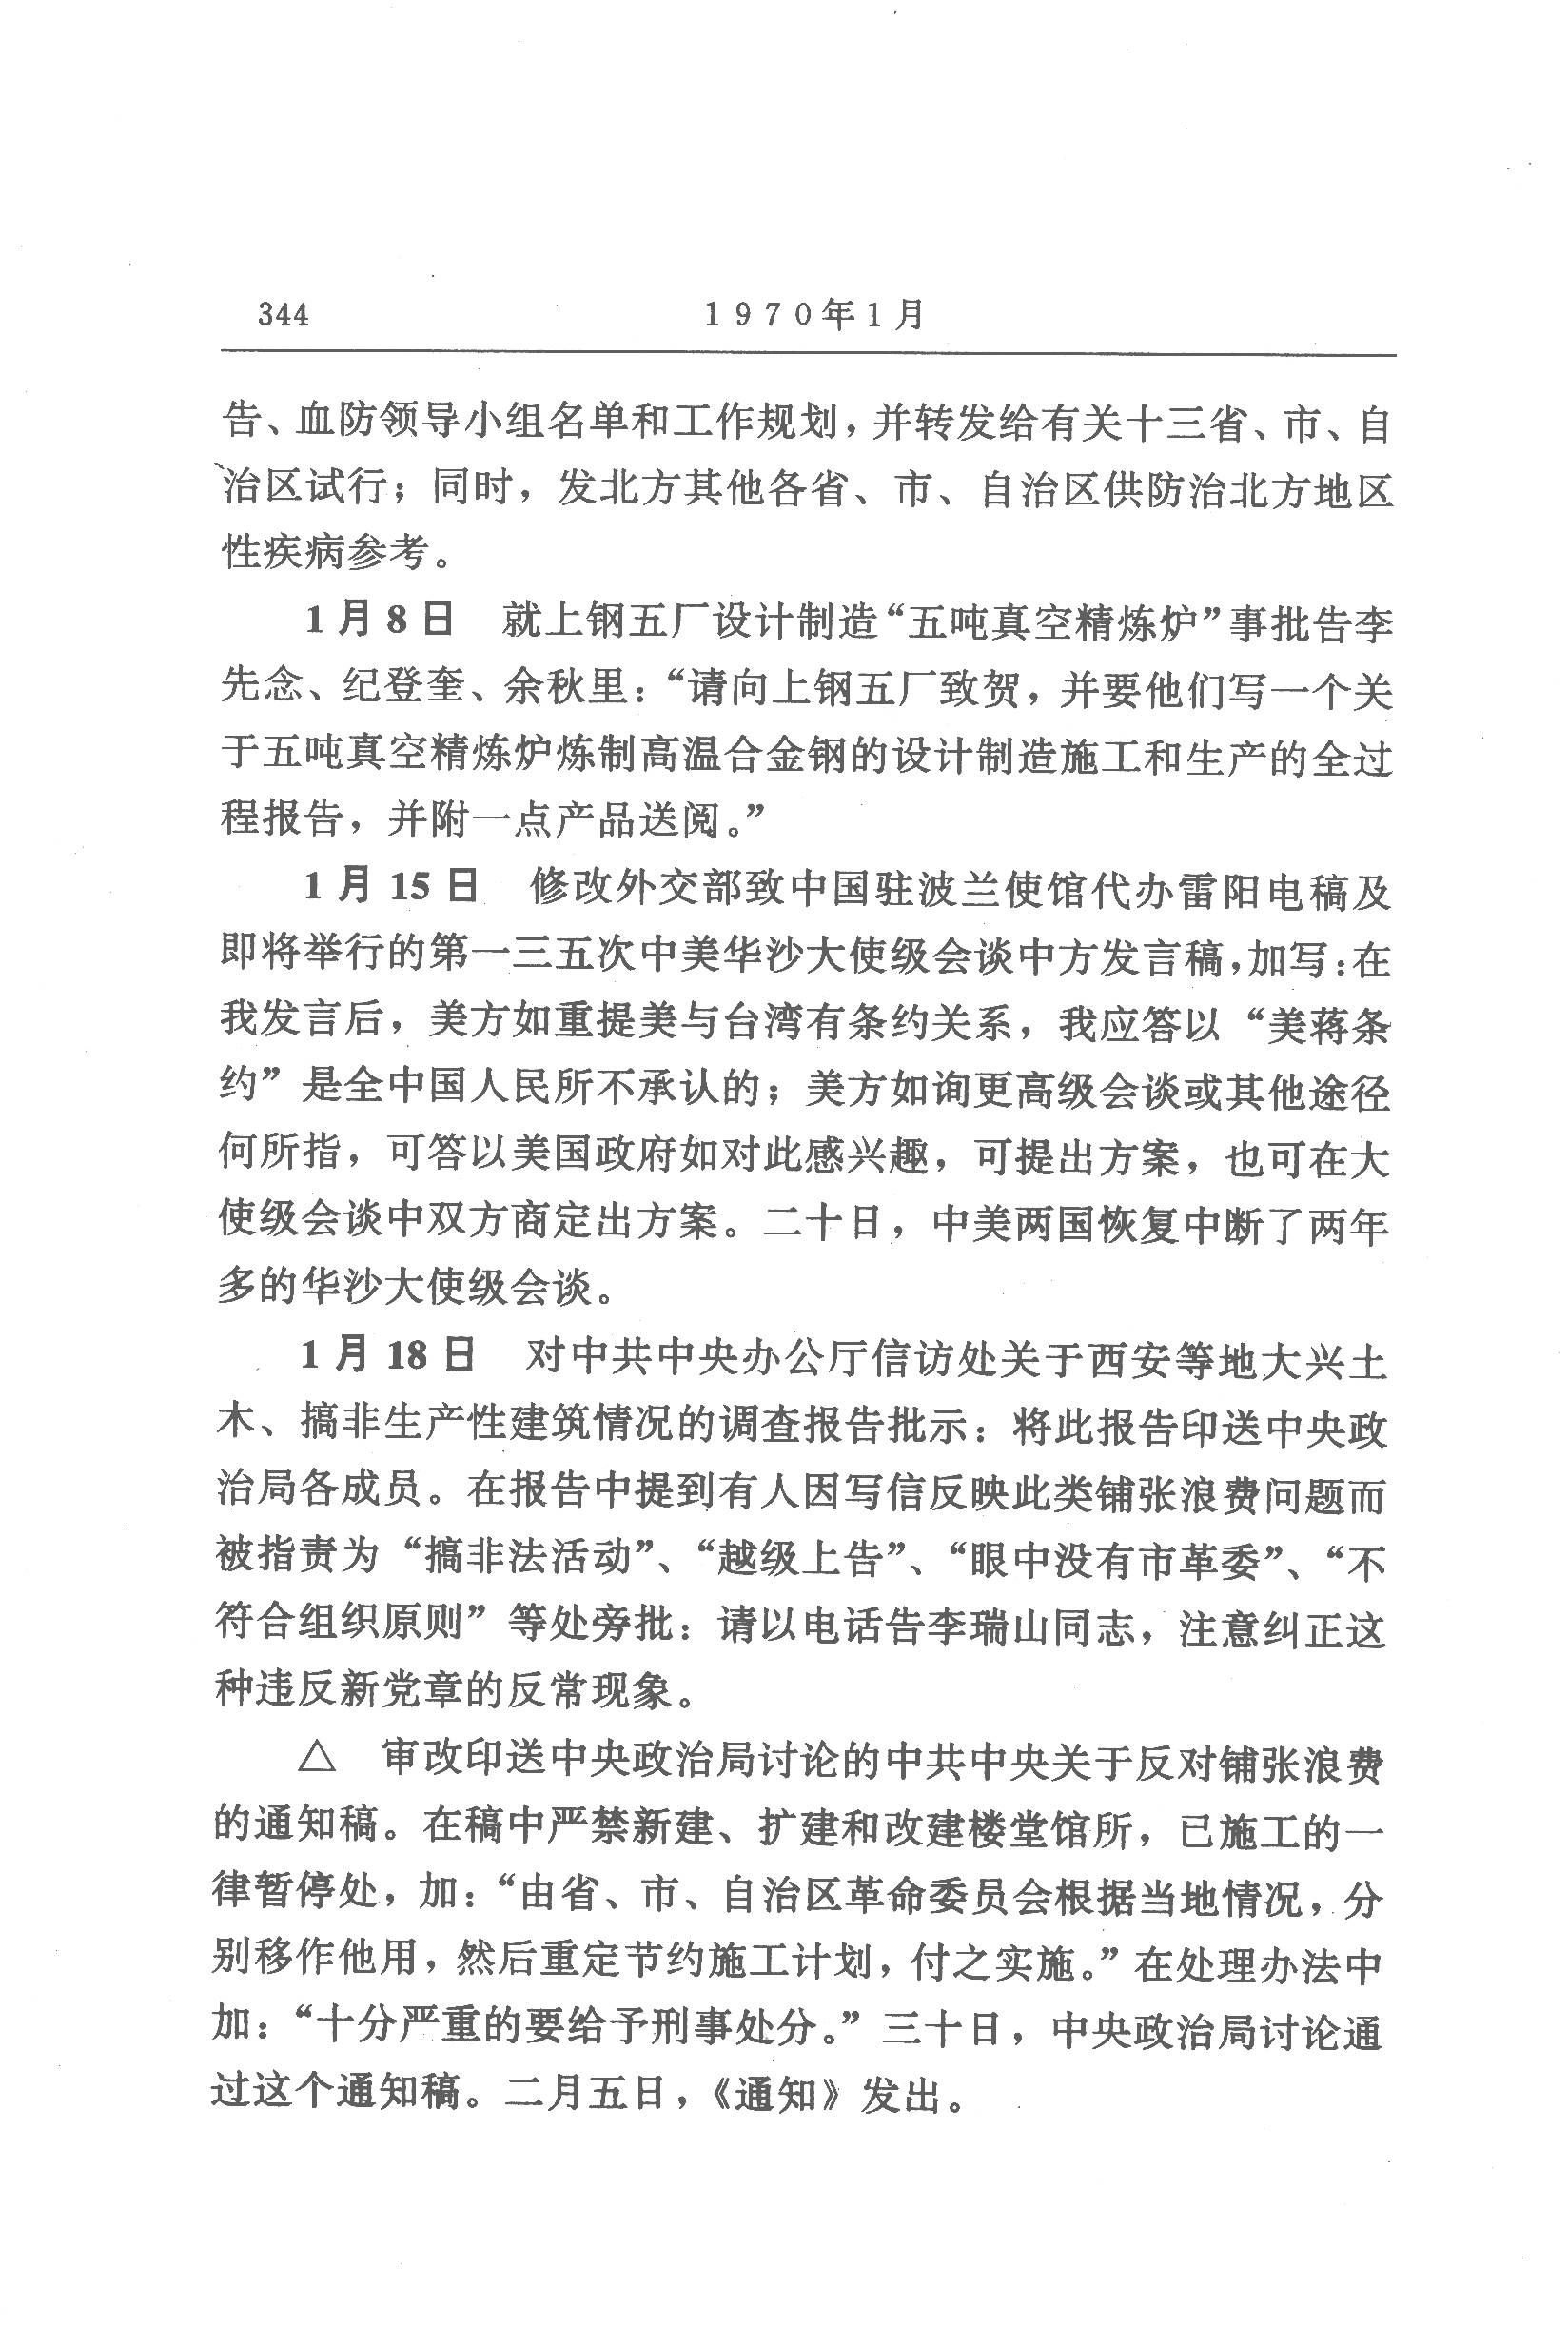 344 1970年1月
告、血防领导小组名单和工作规划，并转发给有关十三省、市、自
治区试行；同时，发北方其他各省、市、自治区供防治北方地区
性疾病参考。
1月8日 就上钢五厂设计制造“五吨真空精炼炉”事批告李
先念、纪登奎、余秋里：“请向上钢五厂致贺，并要他们写一个关
于五吨真空精炼炉炼制高温合金钢的设计制造施工和生产的全过
程报告，并附一点产品送阅。”
1月15日 修改外交部致中国驻波兰使馆代办雷阳电稿及
即将举行的第一三五次中美华沙大使级会谈中方发言稿，加写：在
我发言后，美方如重提美与台湾有条约关系，我应答以“美蒋条
约”是全中国人民所不承认的；美方如询更高级会谈或其他途径
何所指，可答以美国政府如对此感兴趣，可提出方案，也可在大
使级会谈中双方商定出方案。二十日，中美两国恢复中断了两年
多的华沙大使级会谈。
1月18日 对中共中央办公厅信访处关于西安等地大兴土
木、搞非生产性建筑情况的调查报告批示：将此报告印送中央政
治局各成员。在报告中提到有人因写信反映此类铺张浪费问题而
被指责为“搞非法活动”、“越级上告”、“眼中没有市革委”、“不
符合组织原则”等处旁批：请以电话告李瑞山同志，注意纠正这
种违反新党章的反常现象。
△ 审改印送中央政治局讨论的中共中央关于反对铺张浪费
的通知稿。在稿中严禁新建、扩建和改建楼堂馆所，已施工的一
律暂停处，加：“由省、市、自治区革命委员会根据当地情况，分
别移作他用，然后重定节约施工计划，付之实施。”在处理办法中
加：“十分严重的要给予刑事处分。”三十日，中央政治局讨论通
过这个通知稿。二月五日，《通知》发出。